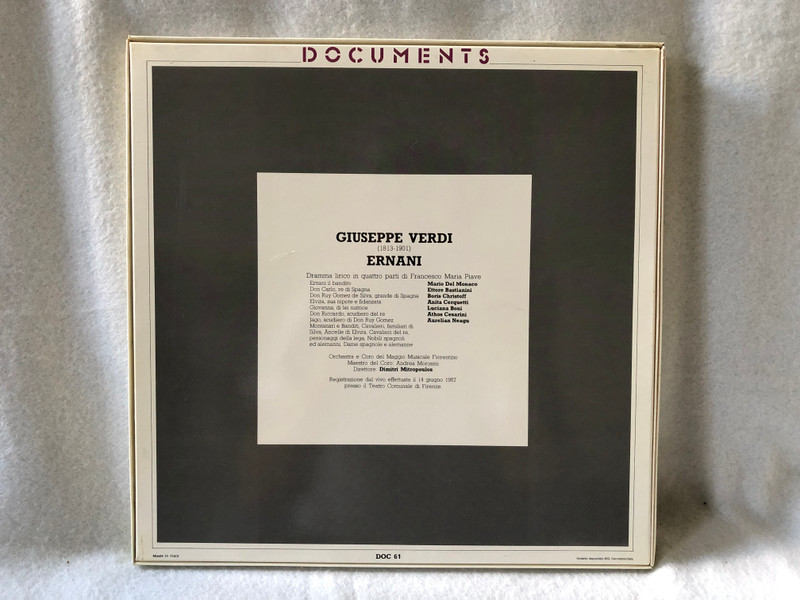 DOCUMENTS
GIUSEPPE VERDI
(1813-1901)
ERNANI
Dramma lirico in quattro parti di Francesco Maria Piave
Ernani il bandito Mario Del Monaco
Don Carlo, re di Spagna Ettore Bastianini
Don Ruy Gomez de Silva, grande di Spagna Boris Christoff
Elvira, sua nipote e fidanzata Anita Cerquetti
Giovanna, di lei nutrice Luciana Boni
Don Riccardo, scudiero del re Athos Cesarini
Jago, scudiero di Don Ruy Gomez Aurelian Neagu
Montanari e Banditi, Cavalieri, familiari di
Silva, Ancelle di Elvira, Cavalieri del re,
personaggi della lega, Nobili spagnoli
ed alemanni, Dame spagnole e alemanne
Orchestra e Coro del Maggio Musicale Fiorentino
Maestro del Coro: Andrea Morosini
Direttore: Dimitri Mitropoulos
Registrazione dal vivo effettuata il 14 giugno 1957
presso il Teatro Comunale di Firenze
Made in Italy
DOC 61